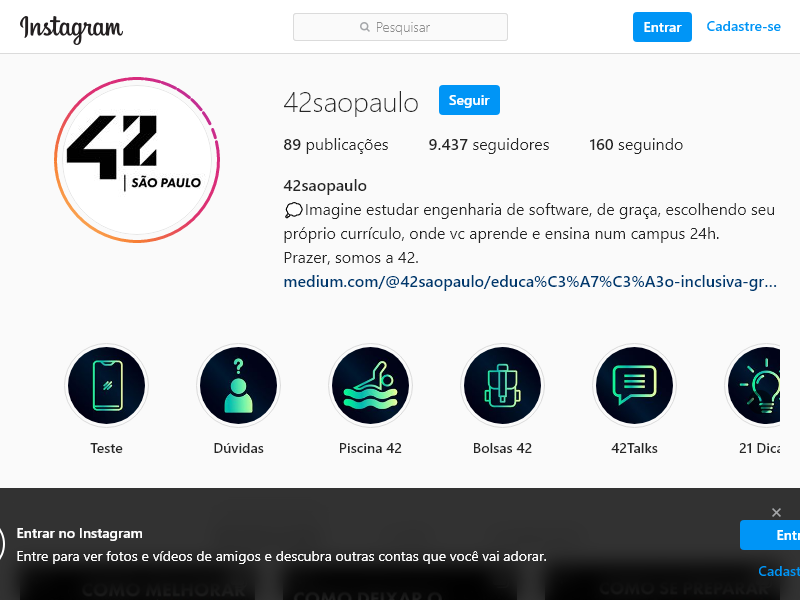 Instagram
Pesquisar
Entrar
Cadastre-se
42
SÃO PAULO
42saopaulo
Seguir
89 publicações 9.437 seguidores 160 seguindo
42saopaulo
Imagine estudar engenharia de software, de graça, escolhendo seu
próprio currículo, onde vc aprende e ensina num campus 24h.
Prazer, somos a 42.
medium.com/@42saopaulo/educa%C3%A7%C3%A3o-inclusiva-gr...
Teste Dúvidas Piscina 42 Bolsas 42 42Talks 21 Dica
×
Entrar no Instagram
Entr
Entre para ver fotos e vídeos de amigos e descubra outras contas que você vai adorar.
Cadast
COMO MELHORAR
COMO DEIXAR O
COMO SE PREPARAR